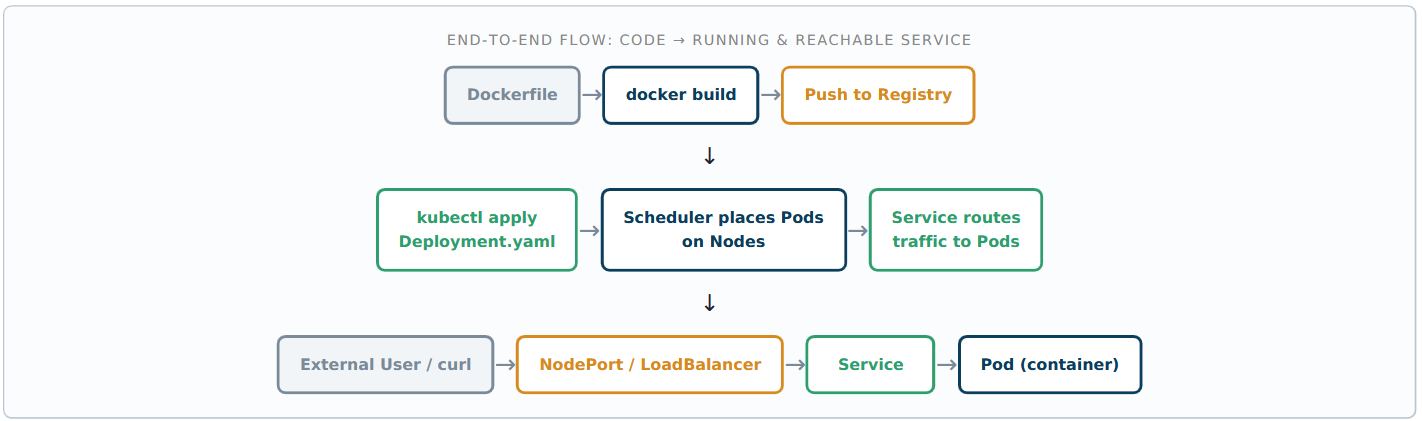 END-TO-END FLOW: CODE → RUNNING & REACHABLE SERVICE
Dockerfile → docker build → Push to Registry
↓
kubectl apply
Deployment.yaml
→
Scheduler places Pods
on Nodes
→
Service routes
traffic to Pods
↓
External User / curl → NodePort / LoadBalancer → Service → Pod (container)